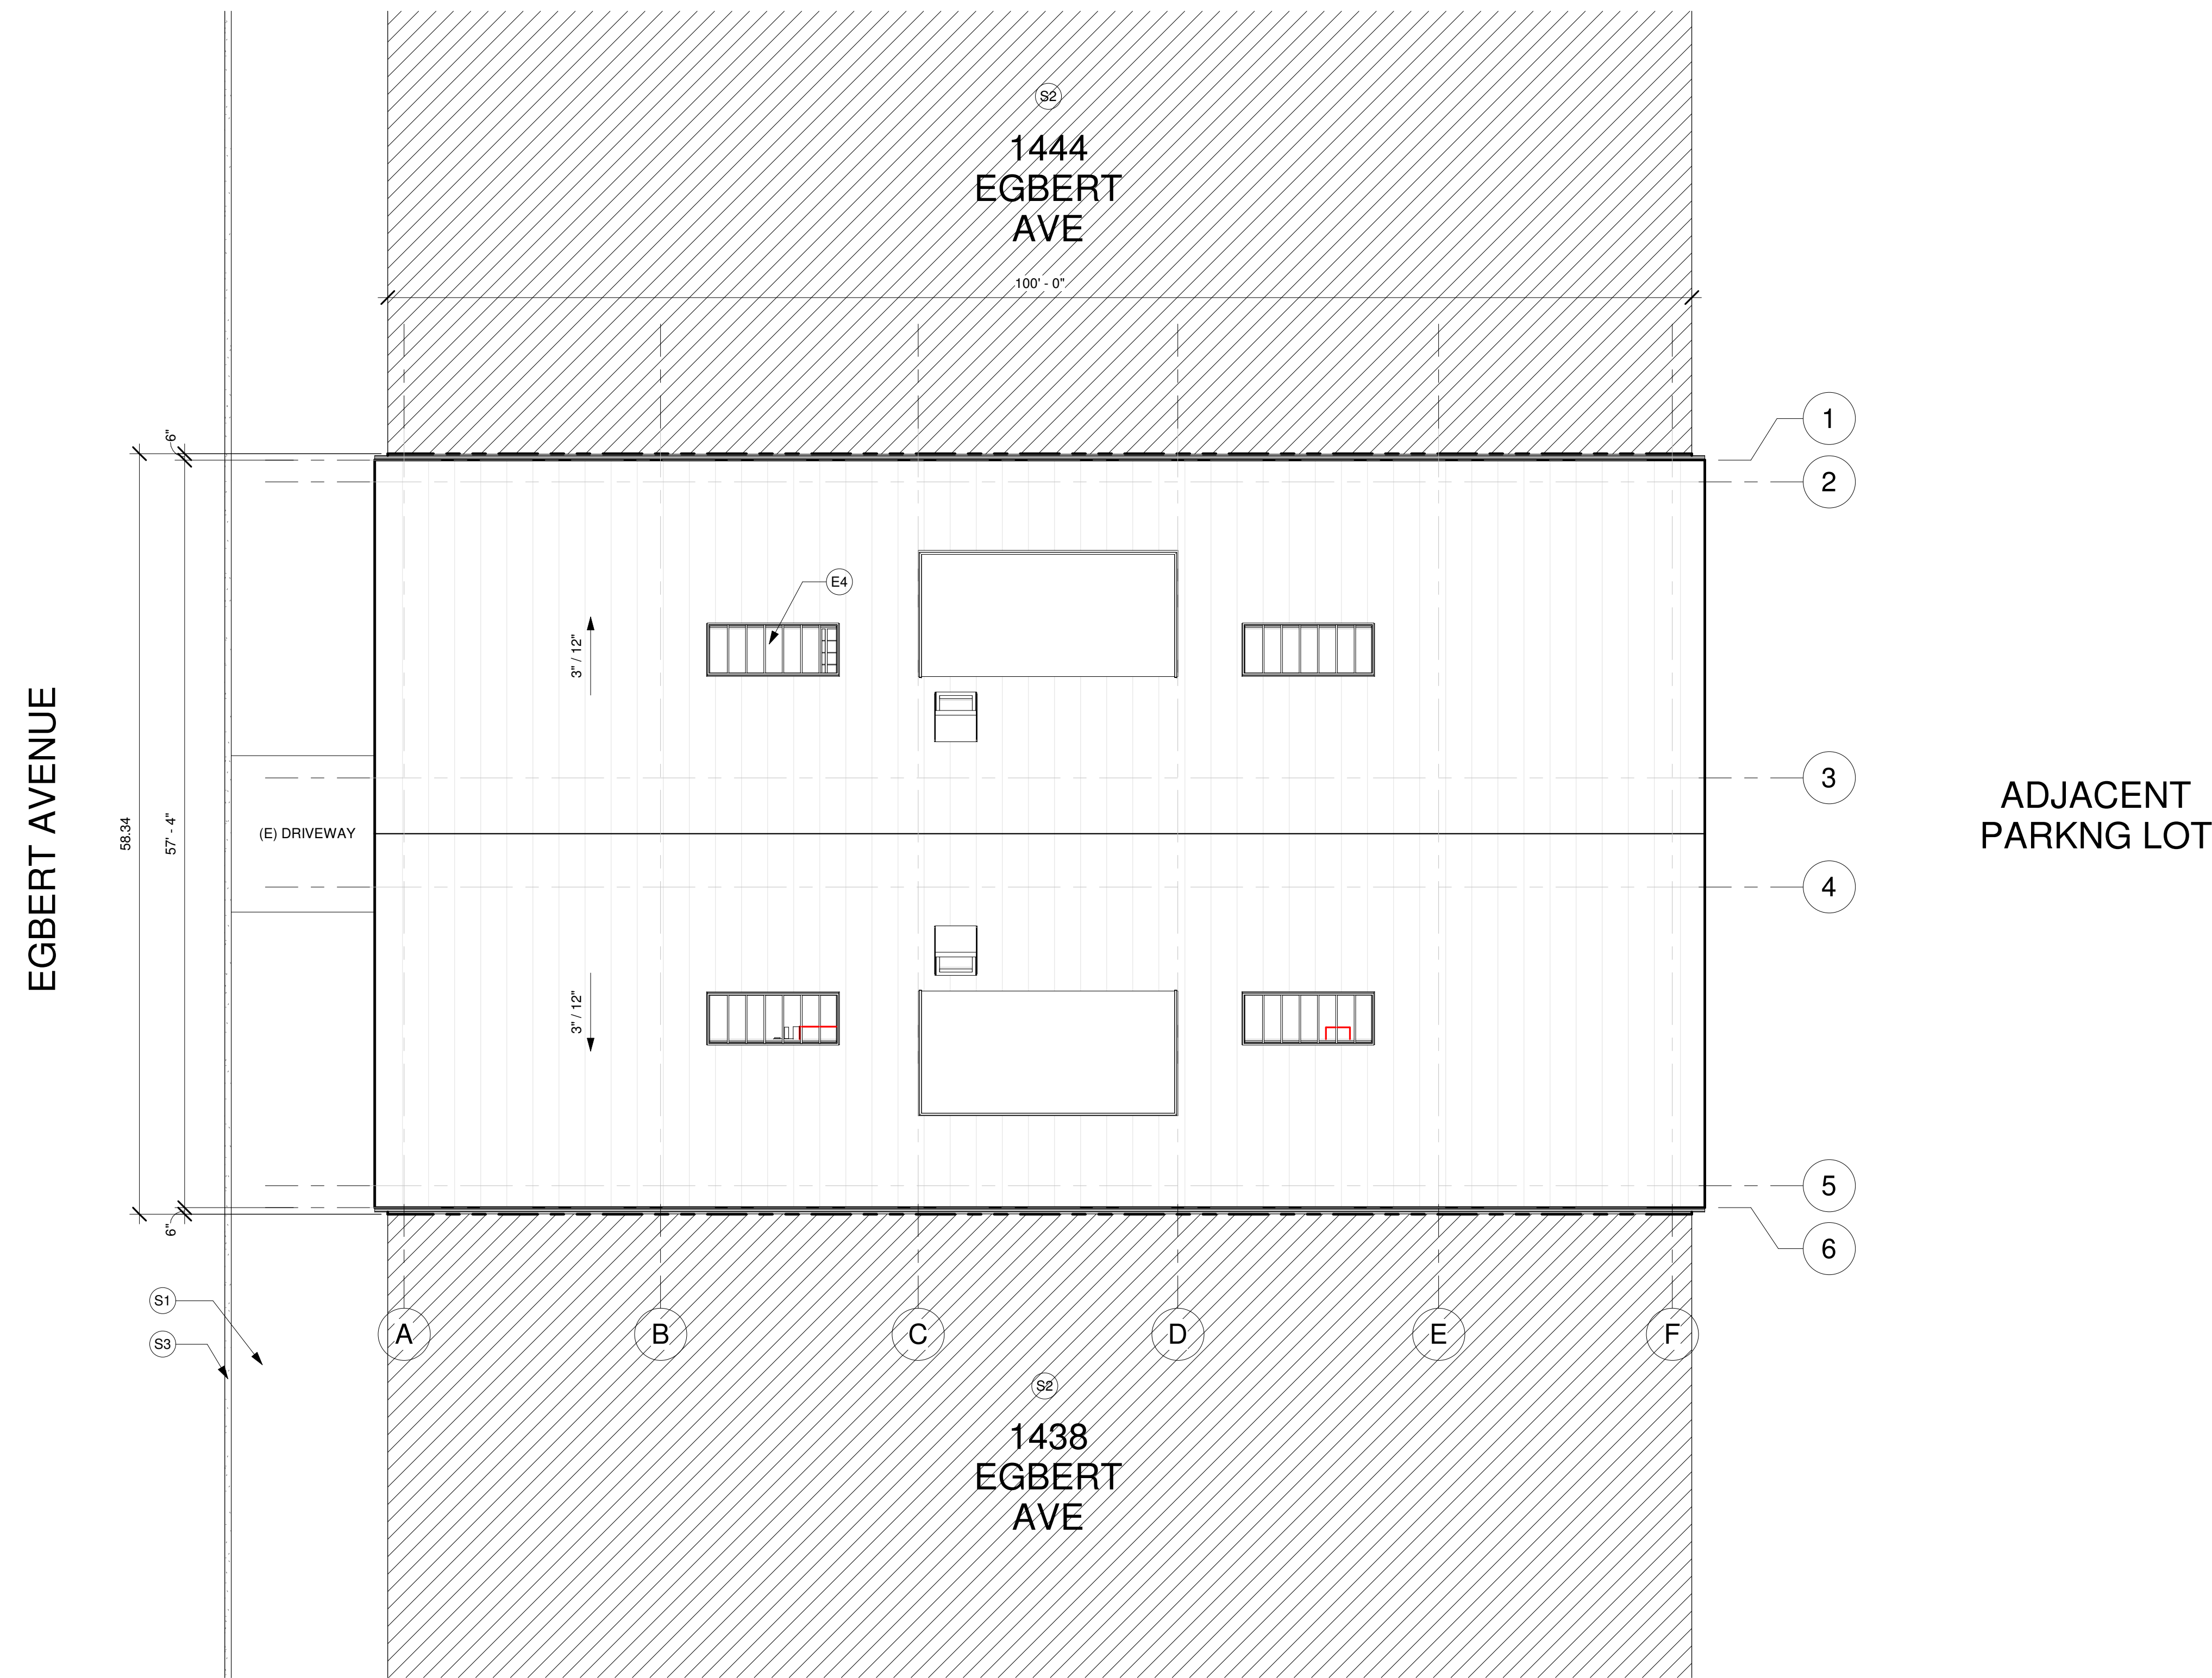 S2
1444
EGBERT
AVE
100' - 0"
1
6"
2
E4
3" / 12"
EGBERT AVENUE
3
ADJACENT
PARKNG LOT
58.34
57' - 4"
(E) DRIVEWAY
4
3" / 12"
5
6"
6
S1
S3
A
B
C
D
E
F
S2
1438
EGBERT
AVE